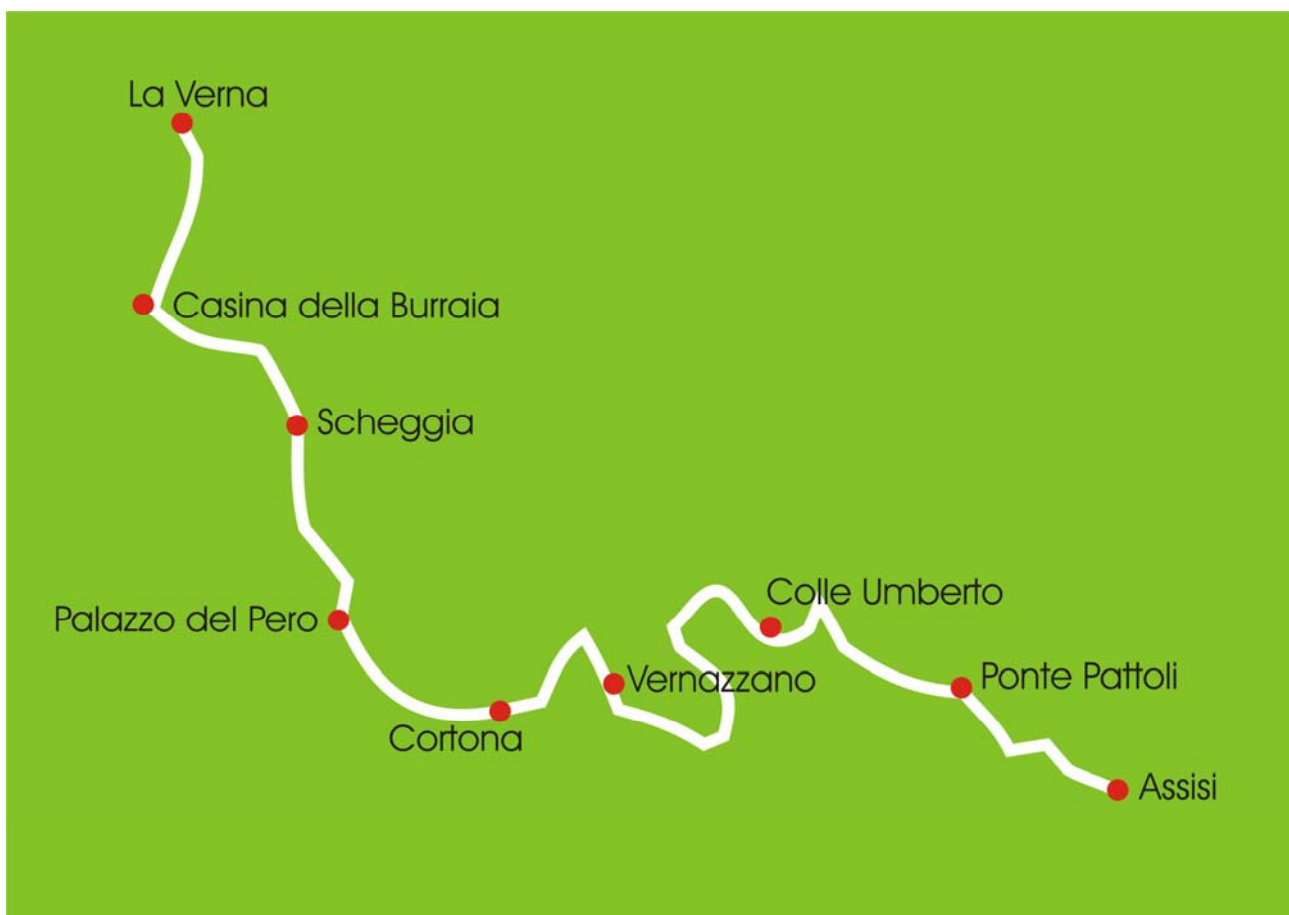 La Verna
Casina della Burraia
Scheggia
Palazzo del Pero
Cortona
Vernazzano
Colle Umberto
Ponte Pattoli
Assisi